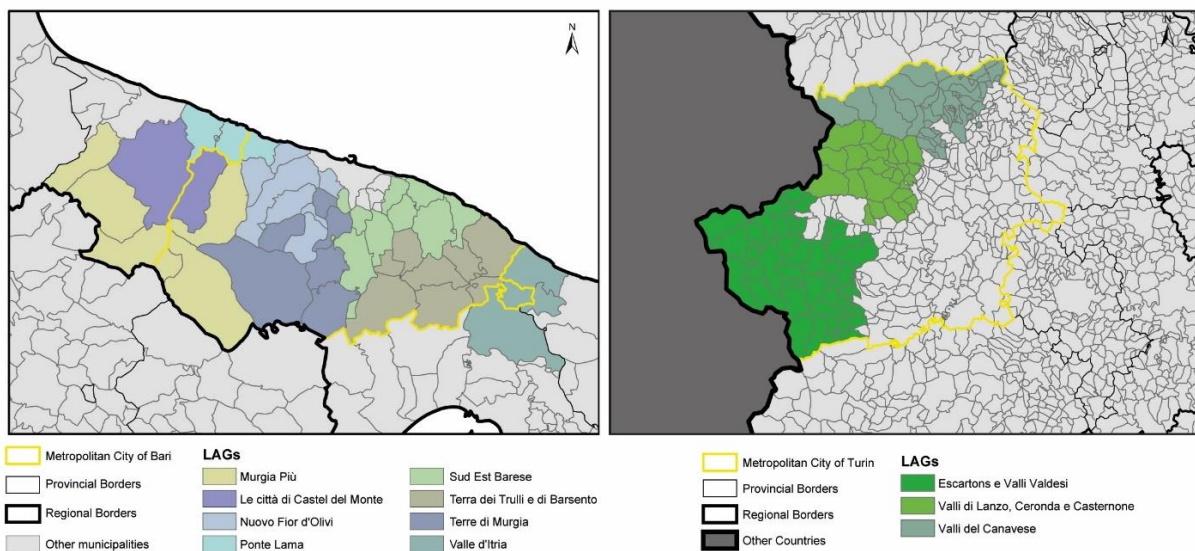 N
N
Metropolitan City of Bari
Provincial Borders
Regional Borders
Other municipalities
LAGs
Murgia Più
Le città di Castel del Monte
Nuovo Fior d'Olivi
Ponte Lama
Sud Est Barese
Terra dei Trulli e di Barsento
Terre di Murgia
Valle d'Itria
Metropolitan City of Turin
Provincial Borders
Regional Borders
Other Countries
LAGs
Escartons e Valli Valdesi
Valli di Lanzo, Ceronda e Casternone
Valli del Canavese